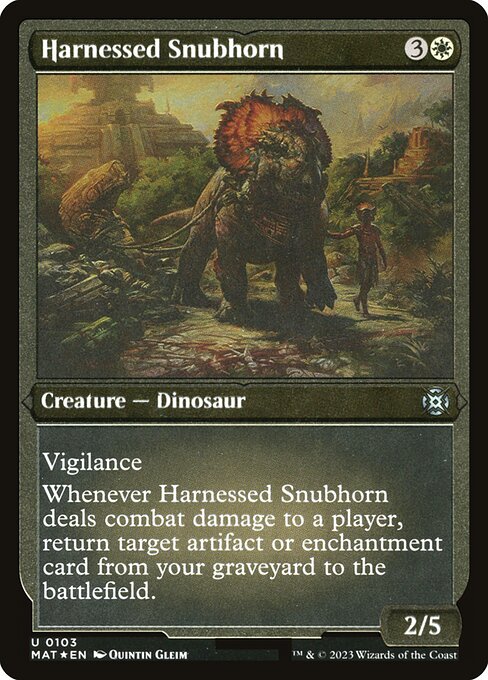 Harnessed Snubhorn 3
Creature — Dinosaur
Vigilance
Whenever Harnessed Snubhorn
deals combat damage to a player,
return target artifact or enchantment
card from your graveyard to the
battlefield.
2/5
U 0103
MAT★EN Quintin Gleim ™ & © 2023 Wizards of the Coast